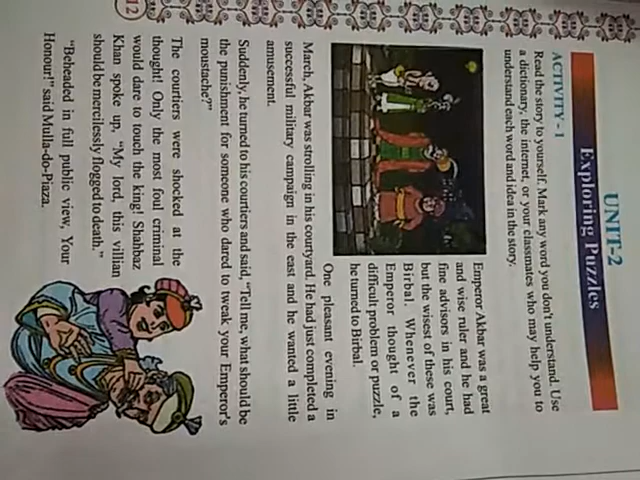 UNIT-2
Exploring Puzzles
ACTIVITY - 1
Read the story to yourself. Mark any word you don't understand. Use
a dictionary, the internet, or your classmates who may help you to
understand each word and idea in the story.
Emperor Akbar was a great
and wise ruler and he had
fine advisors in his court,
but the wisest of these was
Birbal. Whenever the
Emperor thought of a
difficult problem or puzzle,
he turned to Birbal.
One pleasant evening in
March, Akbar was strolling in his courtyard. He had just completed a
successful military campaign in the east and he wanted a little
amusement.
Suddenly, he turned to his courtiers and said, "Tell me, what should be
the punishment for someone who dared to tweak your Emperor's
moustache?"
The courtiers were shocked at the
thought! Only the most foul criminal
would dare to touch the king! Shahbaz
Khan spoke up, "My lord, this villian
should be mercilessly flogged to death."
"Beheaded in full public view, Your
Honour!" said Mulla-do-Piaza.
12